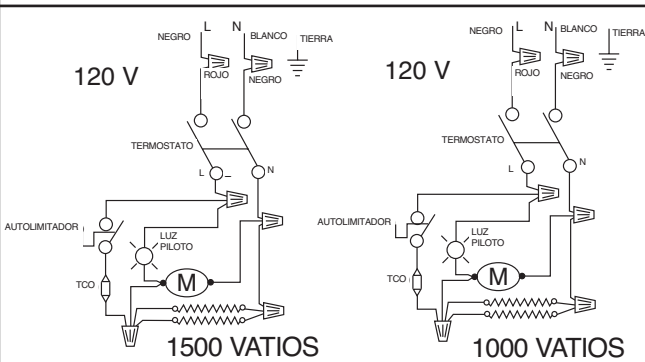 L N
NEGRO BLANCO TIERRA
120 V
ROJO NEGRO
TERMOSTATO
L N
AUTOLIMITADOR
LUZ
PILOTO
TCO
M
1500 VATIOS
L N
NEGRO BLANCO TIERRA
120 V
ROJO NEGRO
TERMOSTATO
L N
AUTOLIMITADOR
LUZ
PILOTO
TCO
M
1000 VATIOS